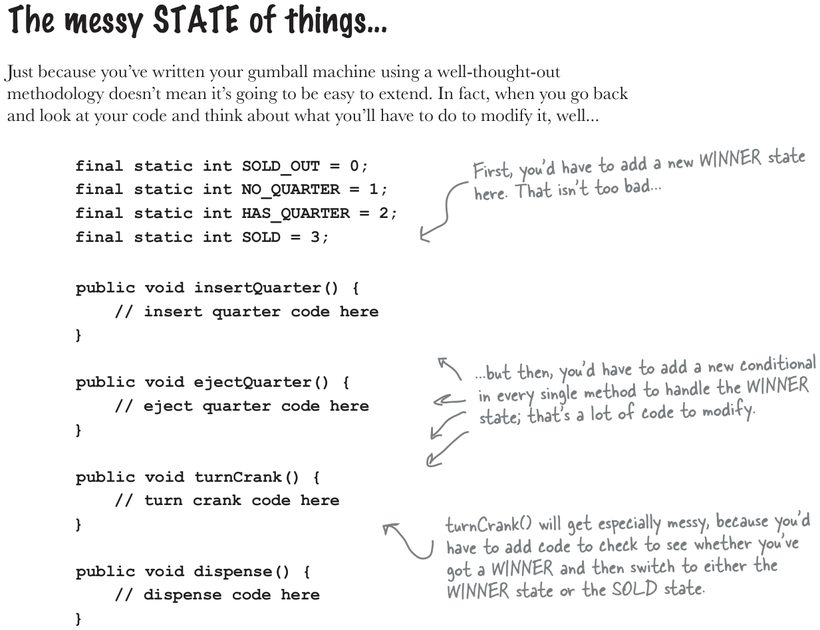 The messy STATE of things...
Just because you've written your gumball machine using a well-thought-out
methodology doesn't mean it's going to be easy to extend. In fact, when you go back
and look at your code and think about what you'll have to do to modify it, well...
final static int SOLD_OUT = 0;
final static int NO_QUARTER = 1;
final static int HAS_QUARTER = 2;
final static int SOLD = 3;
First, you'd have to add a new WINNER state
here. That isn't too bad...
public void insertQuarter() {
// insert quarter code here
}
public void ejectQuarter() {
// eject quarter code here
}
...but then, you'd have to add a new conditional
in every single method to handle the WINNER
state; that's a lot of code to modify.
public void turnCrank() {
// turn crank code here
}
turnCrank() will get especially messy, because you'd
have to add code to check to see whether you've
got a WINNER and then switch to either the
WINNER state or the SOLD state.
public void dispense() {
// dispense code here
}